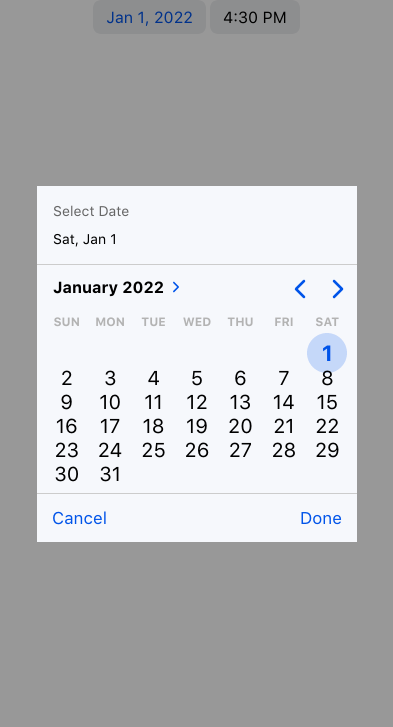 Jan 1, 2022 4:30 PM
Select Date
Sat, Jan 1
January 2022
SUN MON TUE WED THU FRI SAT
1
2 3 4 5 6 7 8
9 10 11 12 13 14 15
16 17 18 19 20 21 22
23 24 25 26 27 28 29
30 31
Cancel Done